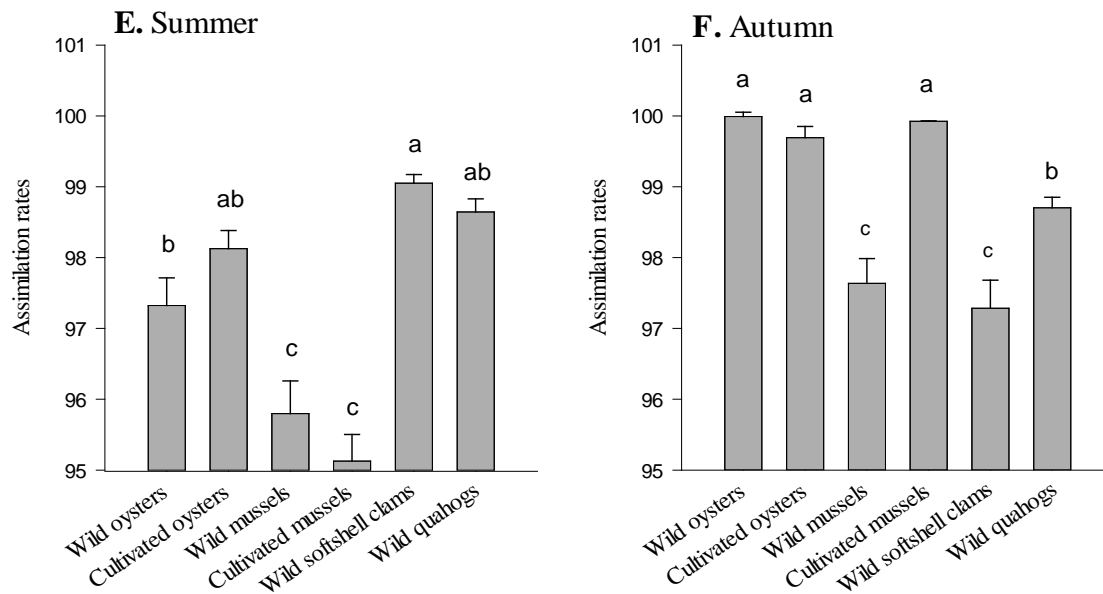 E. Summer
101
100
99
98
97
96
95
Assimilation rates
b
ab
c
c
a
ab
Wild oysters
Cultivated oysters
Wild mussels
Cultivated mussels
Wild softshell clams
Wild quahogs
F. Autumn
101
100
99
98
97
96
95
Assimilation rates
a
a
c
a
c
b
Wild oysters
Cultivated oysters
Wild mussels
Cultivated mussels
Wild softshell clams
Wild quahogs